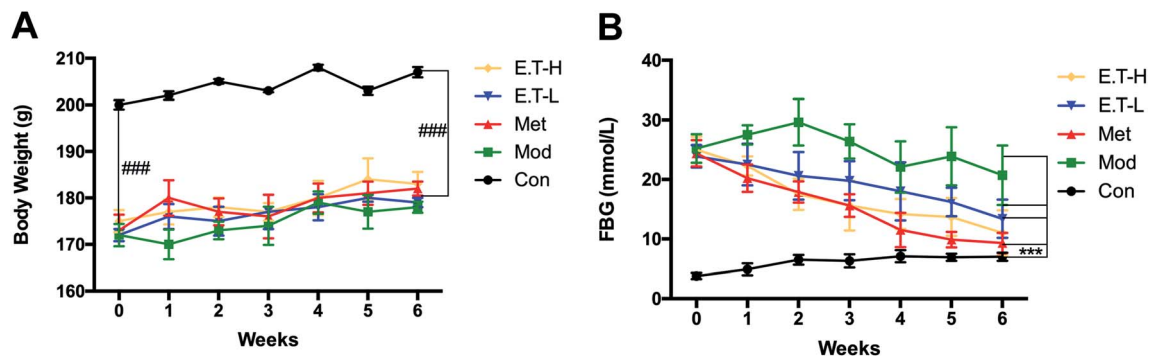 A
Body Weight (g)
210
200
190
180
170
160
###
###
0 1 2 3 4 5 6
Weeks
E.T-H
E.T-L
Met
Mod
Con
B
FBG (mmol/L)
40
30
20
10
0
***
0 1 2 3 4 5 6
Weeks
E.T-H
E.T-L
Met
Mod
Con